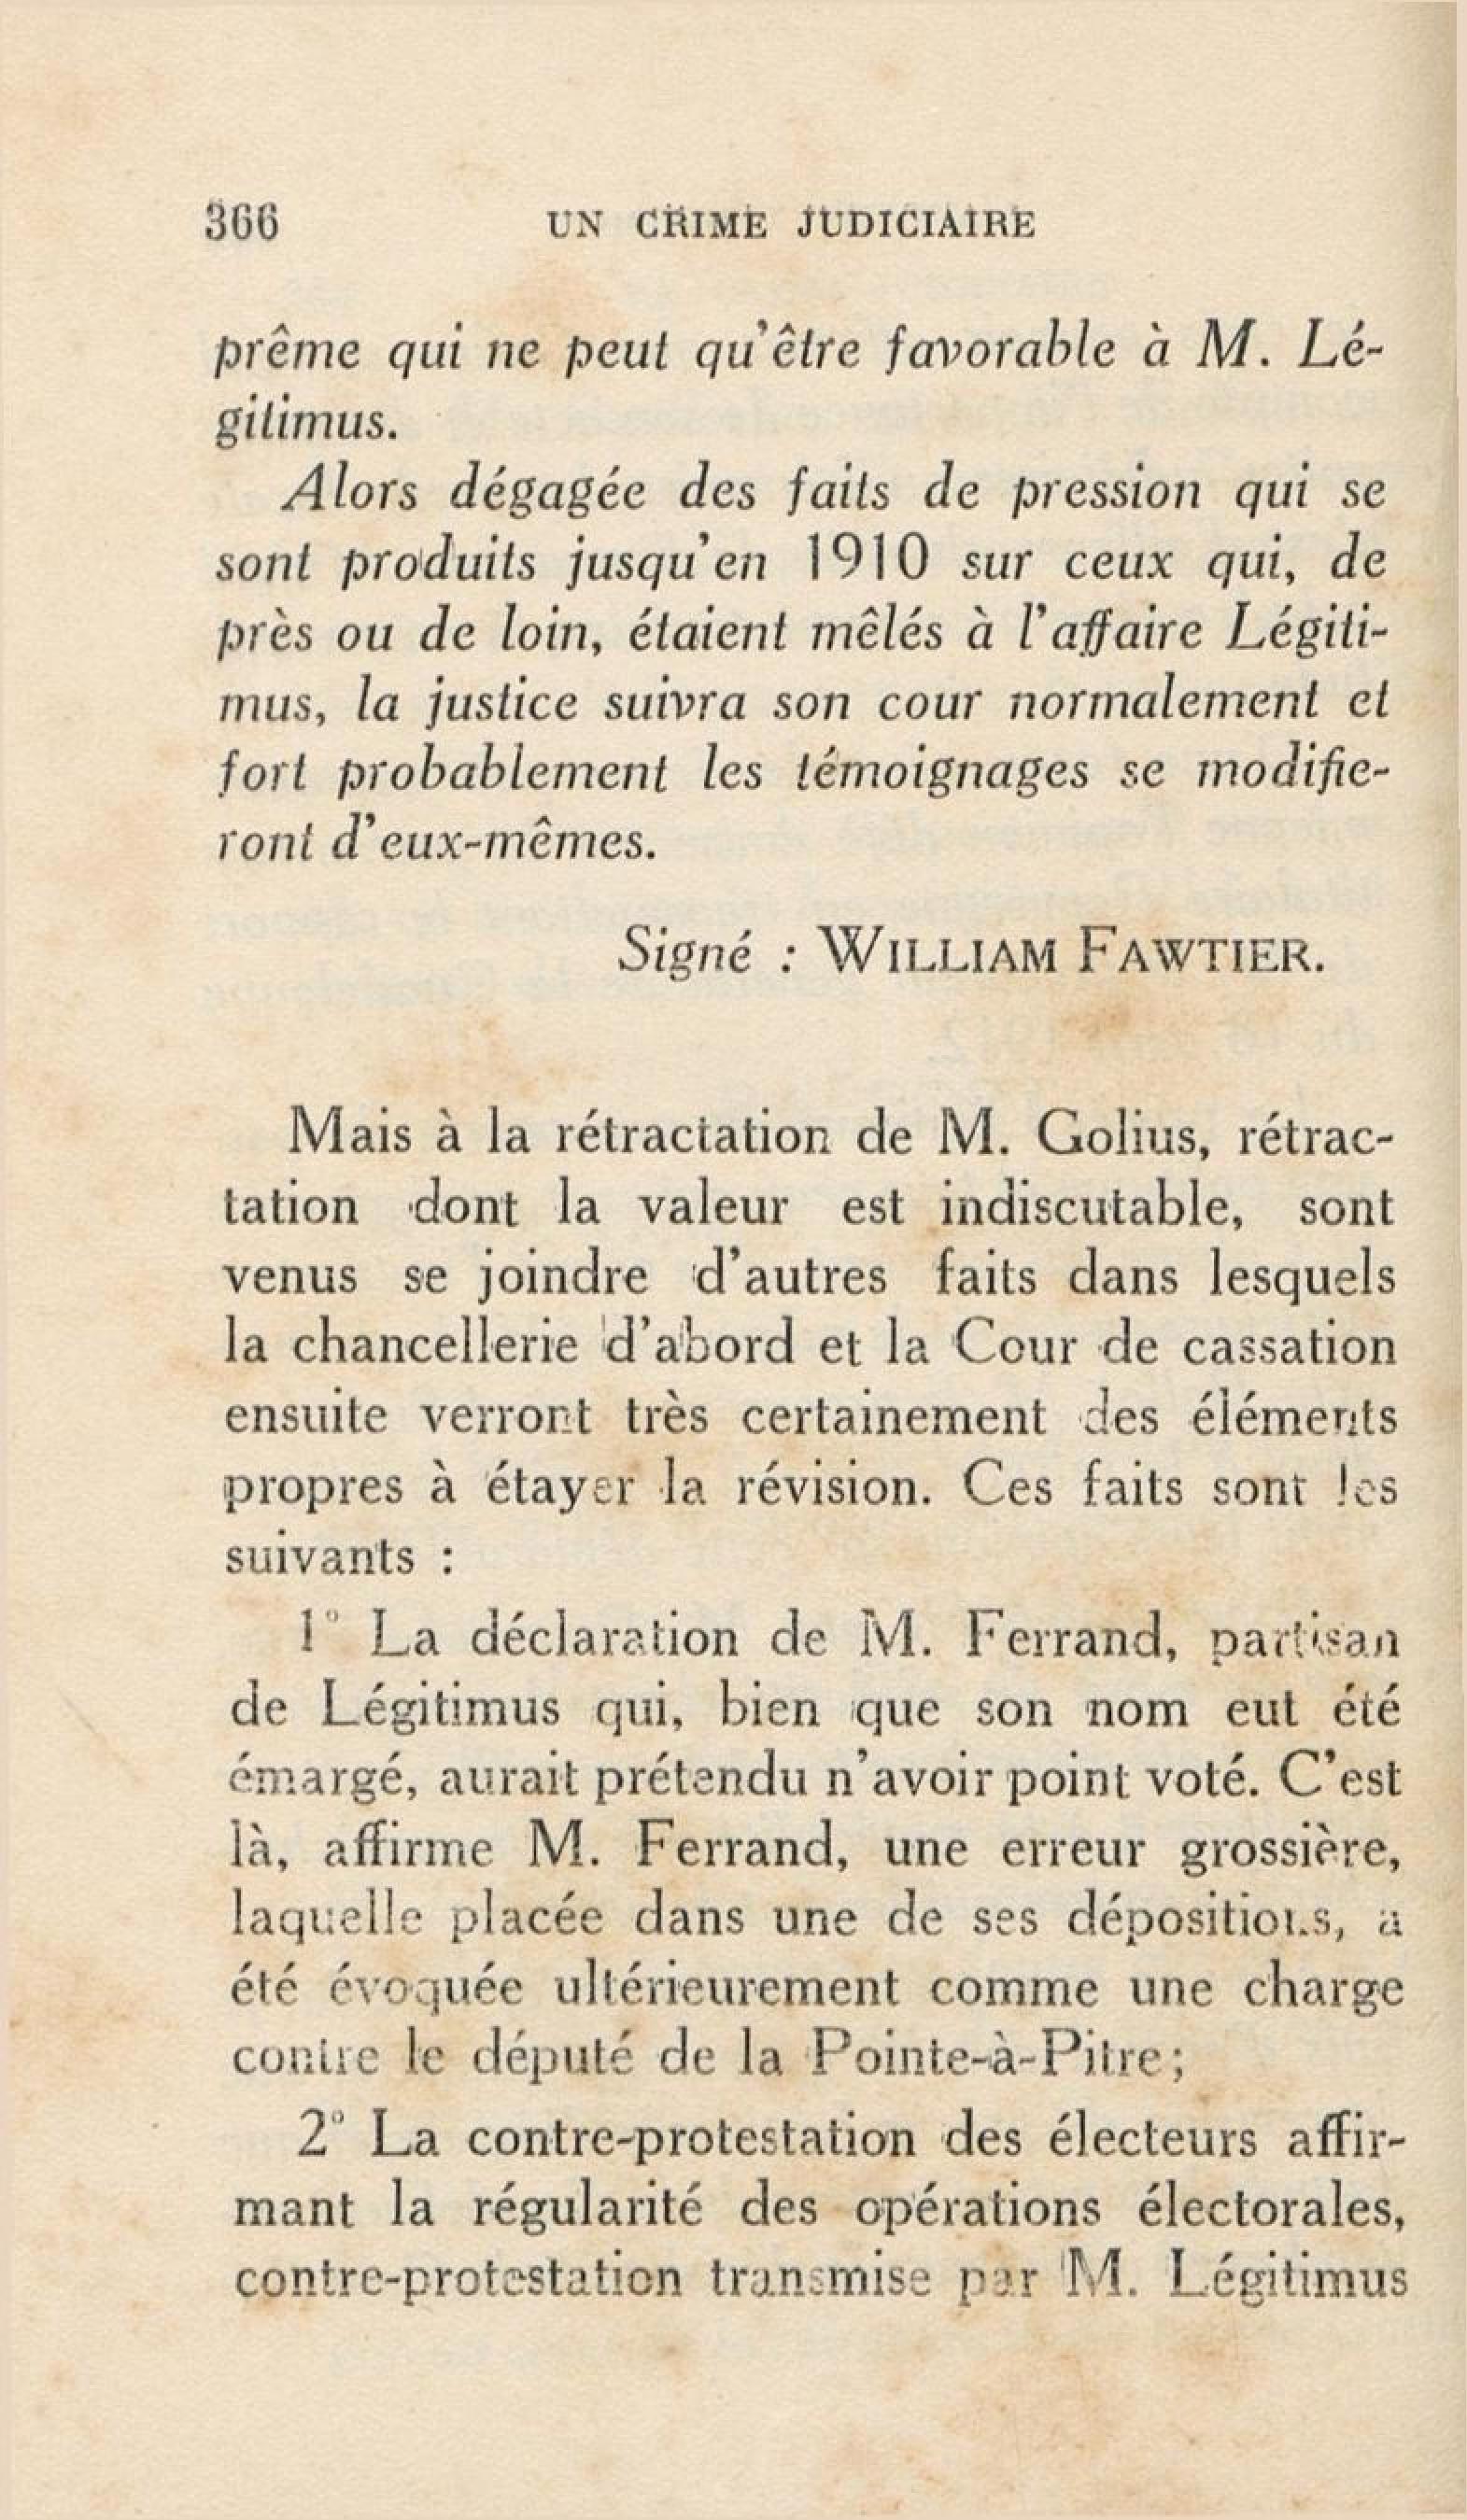 366 UN CRIME JUDICIAIRE
prême qui ne peut qu'être favorable à M. Lé-
gitimus.
Alors dégagée des faits de pression qui se
sont produits jusqu'en 1910 sur ceux qui, de
près ou de loin, étaient mêlés à l'affaire Légiti-
mus, la justice suivra son cour normalement et
fort probablement les témoignages se modifie-
ront d'eux-mêmes.
Signé : WILLIAM FAWTIER.
Mais à la rétractation de M. Golius, rétrac-
tation dont la valeur est indiscutable, sont
venus se joindre d'autres faits dans lesquels
la chancellerie d'abord et la Cour de cassation
ensuite verront très certainement des éléments
propres à étayer la révision. Ces faits sont les
suivants :
1° La déclaration de M. Ferrand, partisan
de Légitimus qui, bien que son nom eut été
émargé, aurait prétendu n'avoir point voté. C'est
là, affirme M. Ferrand, une erreur grossière,
laquelle placée dans une de ses dépositions, a
été évoquée ultérieurement comme une charge
contre le député de la Pointe-à-Pitre;
2° La contre-protestation des électeurs affir-
mant la régularité des opérations électorales,
contre-protestation transmise par M. Légitimus